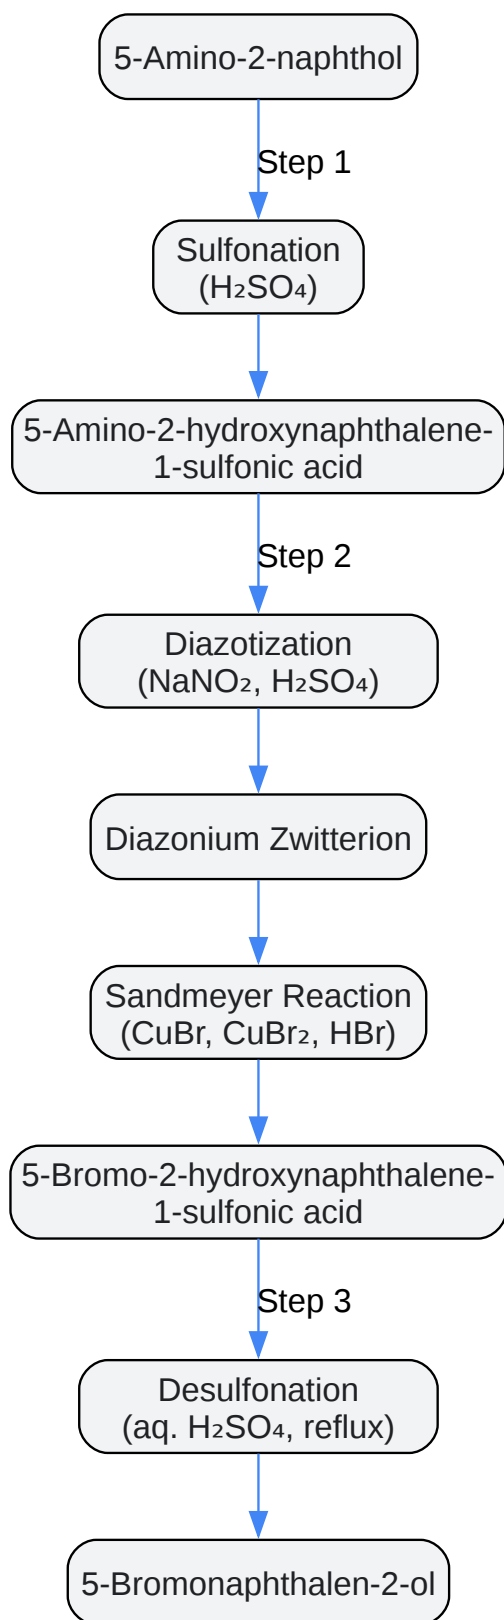 5-Amino-2-naphthol
Step 1
Sulfonation
(H₂SO₄)
5-Amino-2-hydroxynaphthalene-
1-sulfonic acid
Step 2
Diazotization
(NaNO₂, H₂SO₄)
Diazonium Zwitterion
Sandmeyer Reaction
(CuBr, CuBr₂, HBr)
5-Bromo-2-hydroxynaphthalene-
1-sulfonic acid
Step 3
Desulfonation
(aq. H₂SO₄, reflux)
5-Bromonaphthalen-2-ol